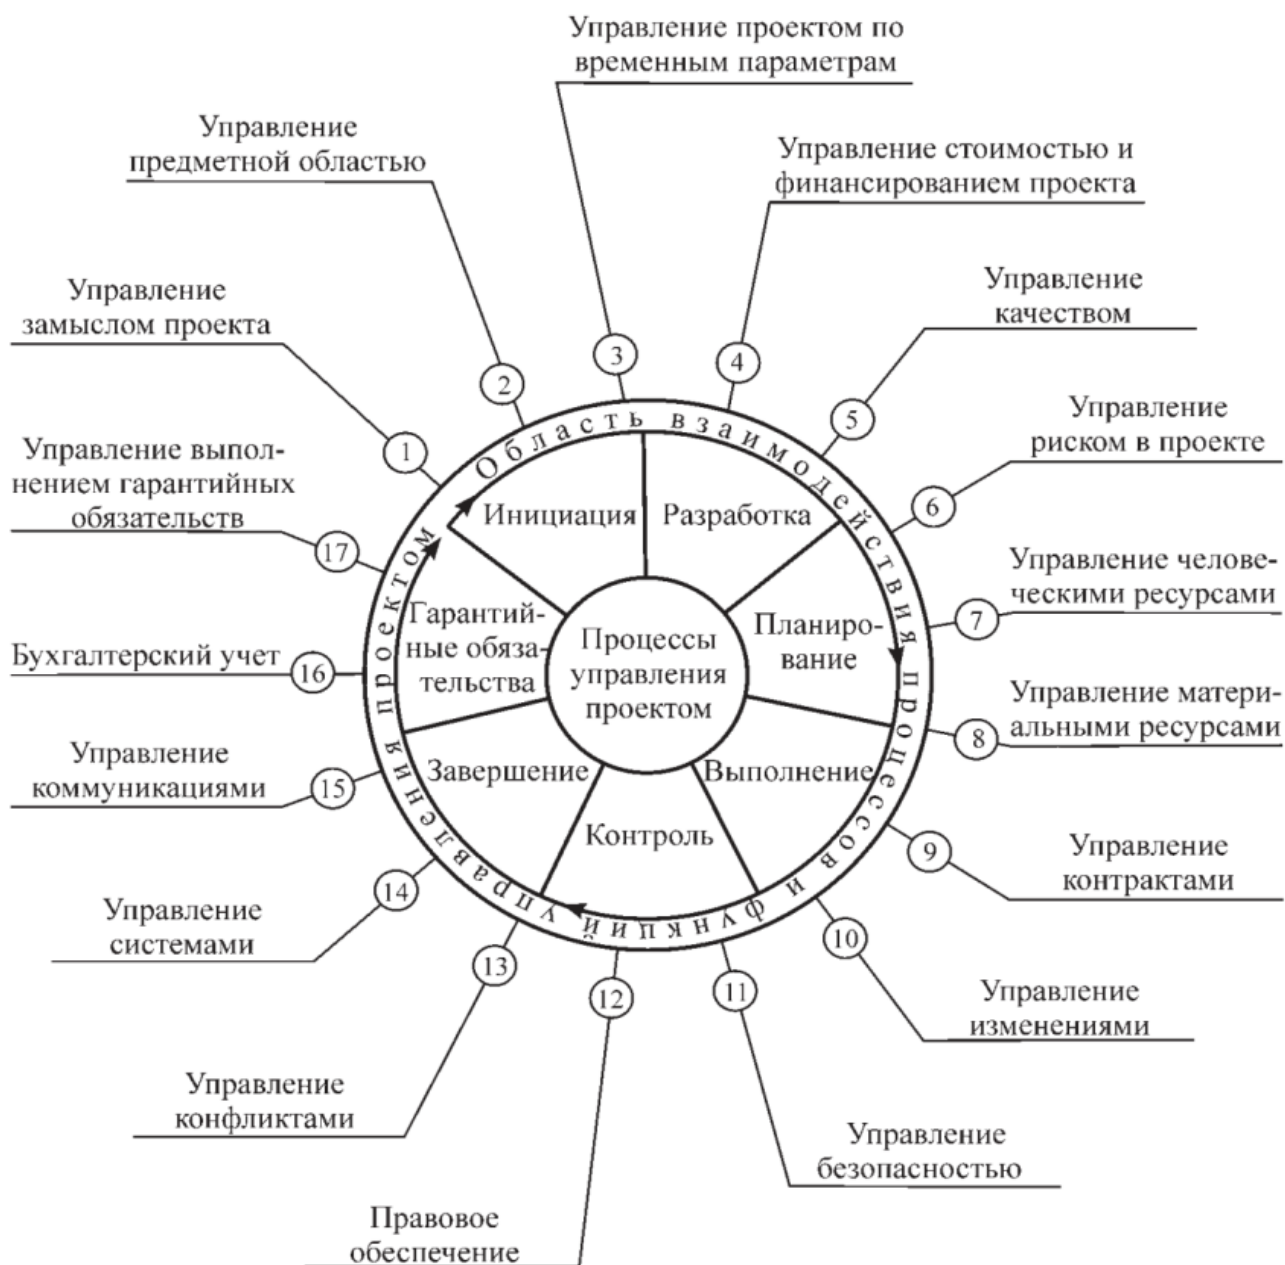 Управление проектом по
временным параметрам
Управление
предметной областью
Управление стоимостью и
финансированием проекта
Управление
замыслом проекта
Управление
качеством
Управление
риском в проекте
Управление выпол-
нением гарантийных
обязательств
Управление челове-
ческими ресурсами
Бухгалтерский учет
Управление матери-
альными ресурсами
Управление
коммуникациями
Управление
контрактами
Управление
системами
Управление
изменениями
Управление
конфликтами
Управление
безопасностью
Правовое
обеспечение
1
2
3
4
5
6
7
8
9
10
11
12
13
14
15
16
17
Область взаимодействия процессов и функций управления проектом
Инициация
Разработка
Планиро-
вание
Выполнение
Контроль
Завершение
Гарантий-
ные обяза-
тельства
Процессы
управления
проектом